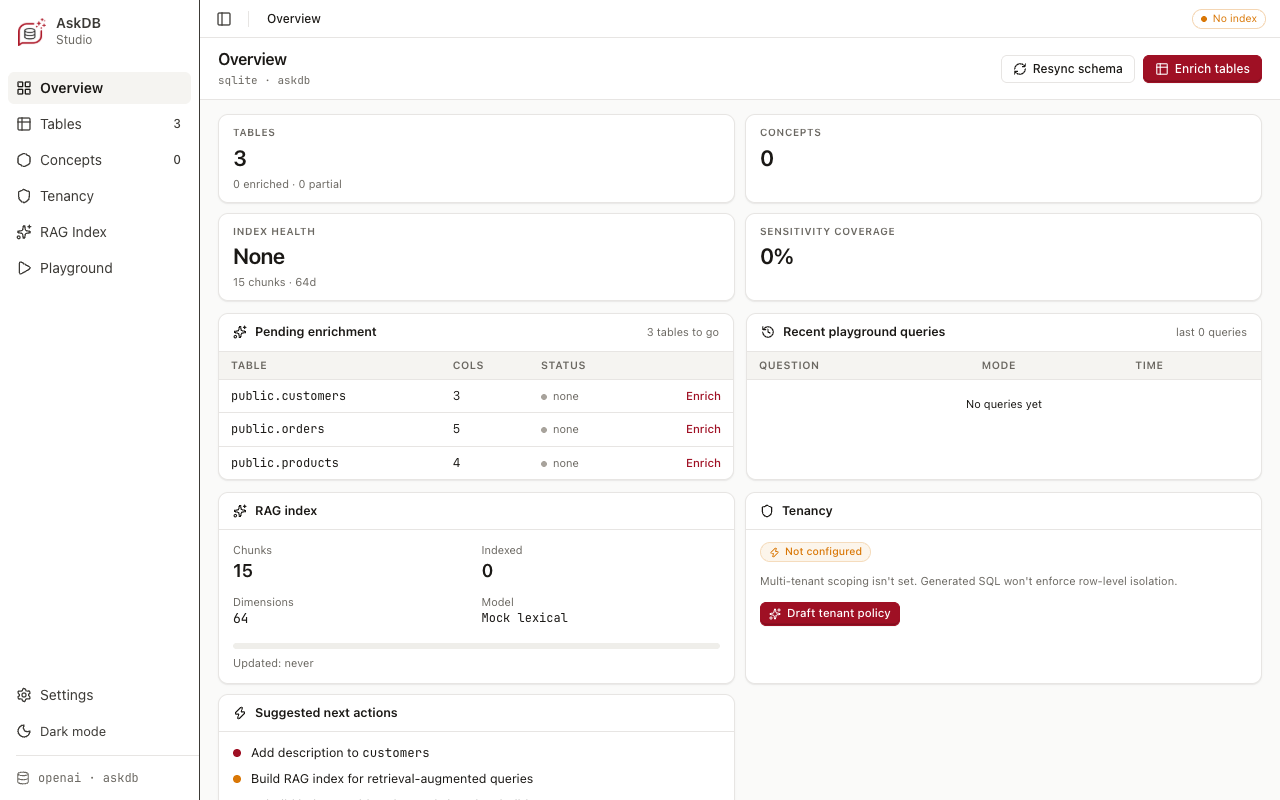 AskDB
Studio
Overview
Tables 3
Concepts 0
Tenancy
RAG Index
Playground
Settings
Dark mode
openai · askdb
Overview
No index
Overview
sqlite · askdb
Resync schema
Enrich tables
TABLES
3
0 enriched · 0 partial
CONCEPTS
0
INDEX HEALTH
None
15 chunks · 64d
SENSITIVITY COVERAGE
0%
Pending enrichment
3 tables to go
TABLE COLS STATUS
public.customers 3 none Enrich
public.orders 5 none Enrich
public.products 4 none Enrich
Recent playground queries
last 0 queries
QUESTION MODE TIME
No queries yet
RAG index
Chunks
15
Indexed
0
Dimensions
64
Model
Mock lexical
Updated: never
Tenancy
Not configured
Multi-tenant scoping isn't set. Generated SQL won't enforce row-level isolation.
Draft tenant policy
Suggested next actions
Add description to customers
Build RAG index for retrieval-augmented queries